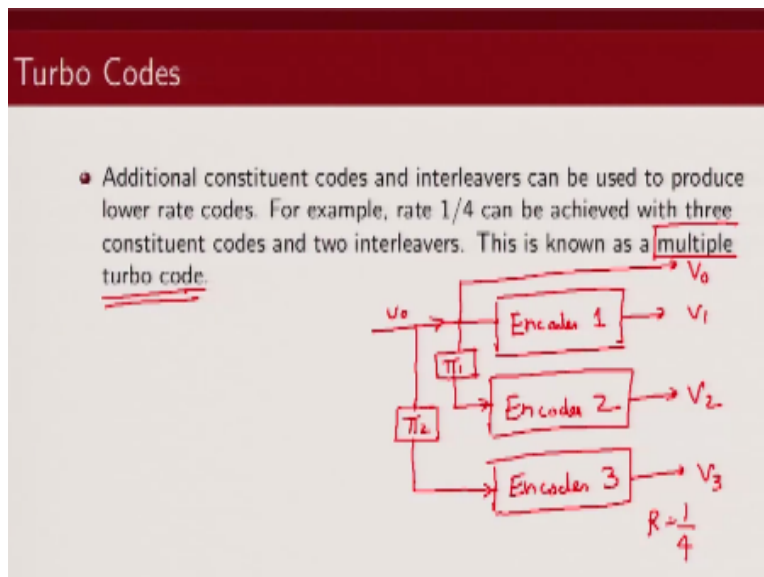 Turbo Codes
Additional constituent codes and interleavers can be used to produce
lower rate codes. For example, rate 1/4 can be achieved with three
constituent codes and two interleavers. This is known as a multiple
turbo code.
V₀
u₀
Encoder 1
V₁
π₁
Encoder 2
V₂
π₂
Encoder 3
V₃
R = 1/4